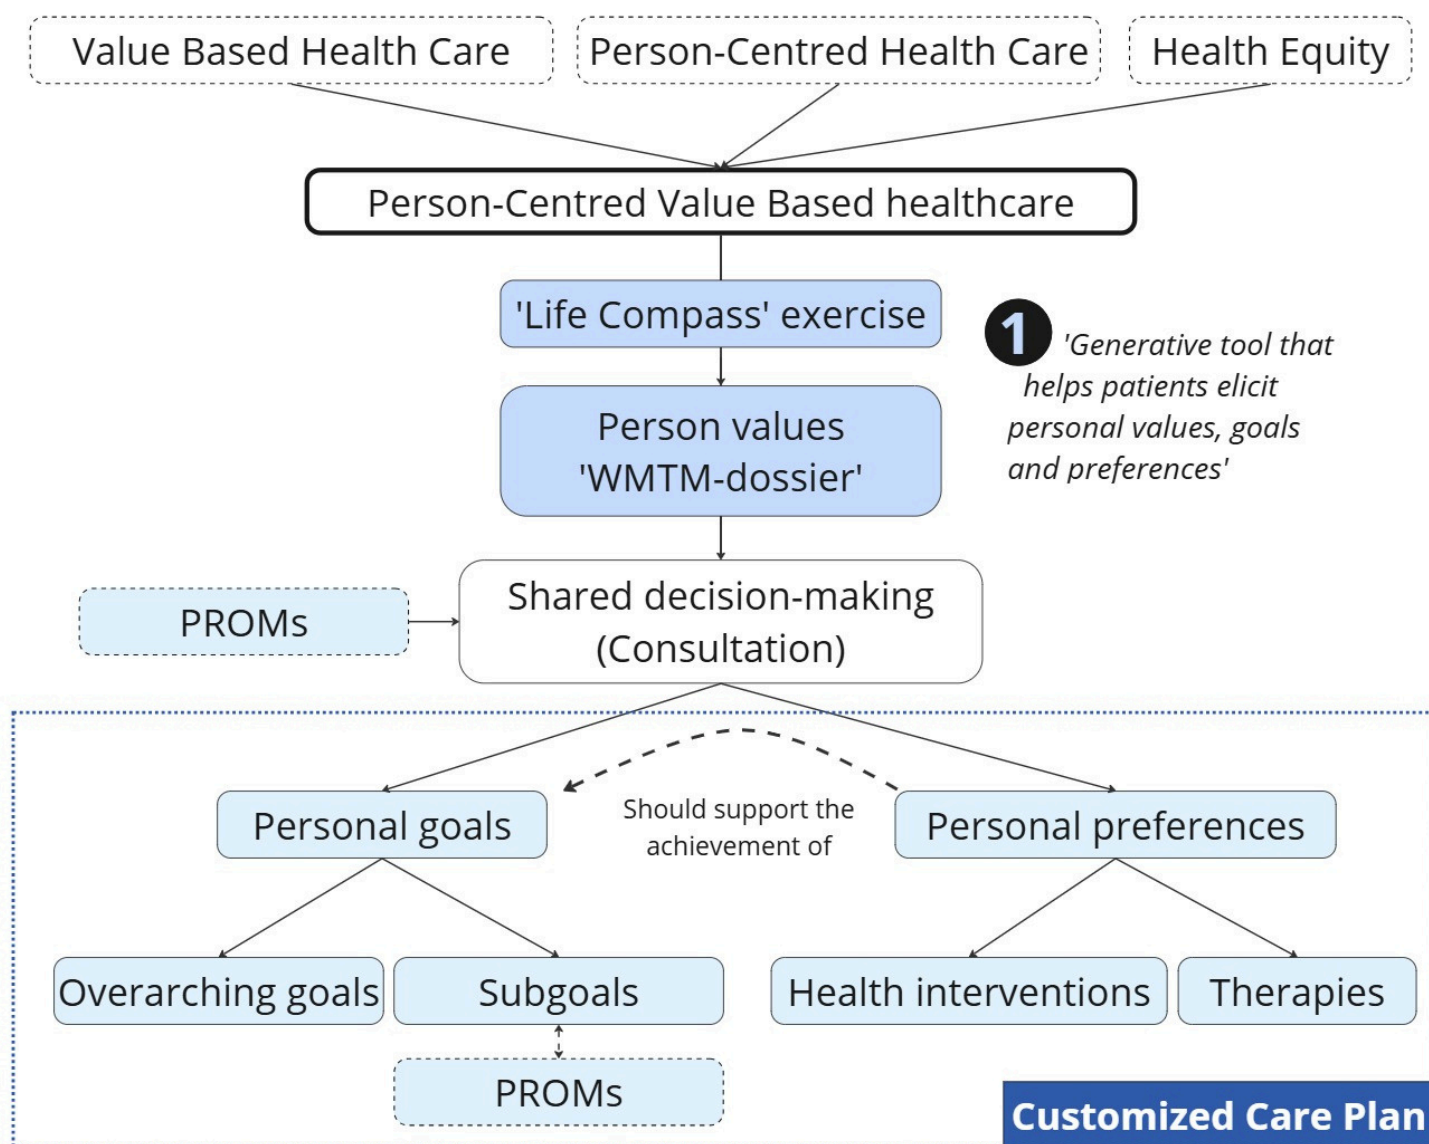 Value Based Health Care
Person-Centred Health Care
Health Equity
Person-Centred Value Based healthcare
'Life Compass' exercise
1
'Generative tool that
helps patients elicit
personal values, goals
and preferences'
Person values
'WMTM-dossier'
PROMs
Shared decision-making
(Consultation)
Personal goals
Should support the
achievement of
Personal preferences
Overarching goals
Subgoals
Health interventions
Therapies
PROMs
Customized Care Plan